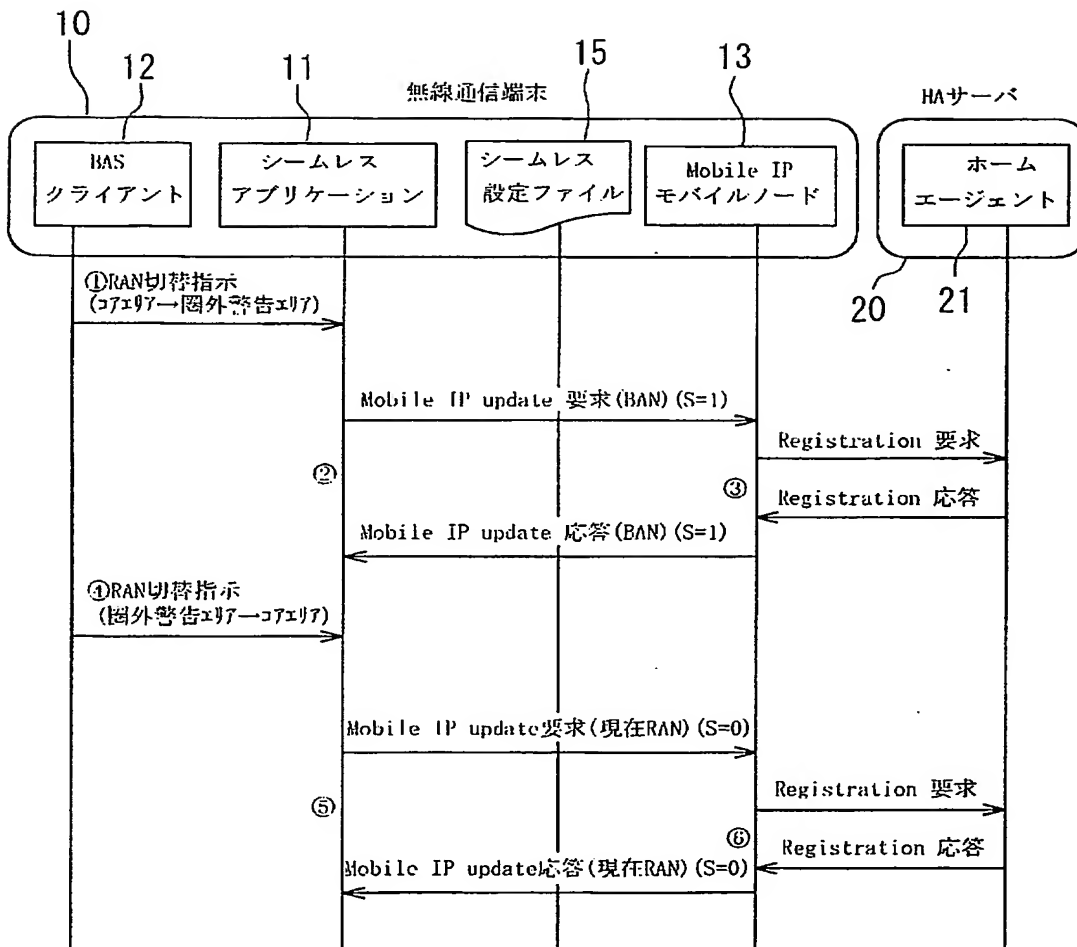 10
12
11
無線通信端末
15
13
HAサーバ
BAS
クライアント
シームレス
アプリケーション
シームレス
設定ファイル
Mobile IP
モバイルノード
ホーム
エージェント
20
21
①RAN切替指示
(コアエリア→圏外警告エリア)
Mobile IP update 要求(BAN)(S=1)
Registration 要求
②
③
Registration 応答
Mobile IP update 応答(BAN)(S=1)
④RAN切替指示
(圏外警告エリア→コアエリア)
Mobile IP update要求(現在RAN)(S=0)
Registration 要求
⑤
⑥
Registration 応答
Mobile IP update応答(現在RAN)(S=0)